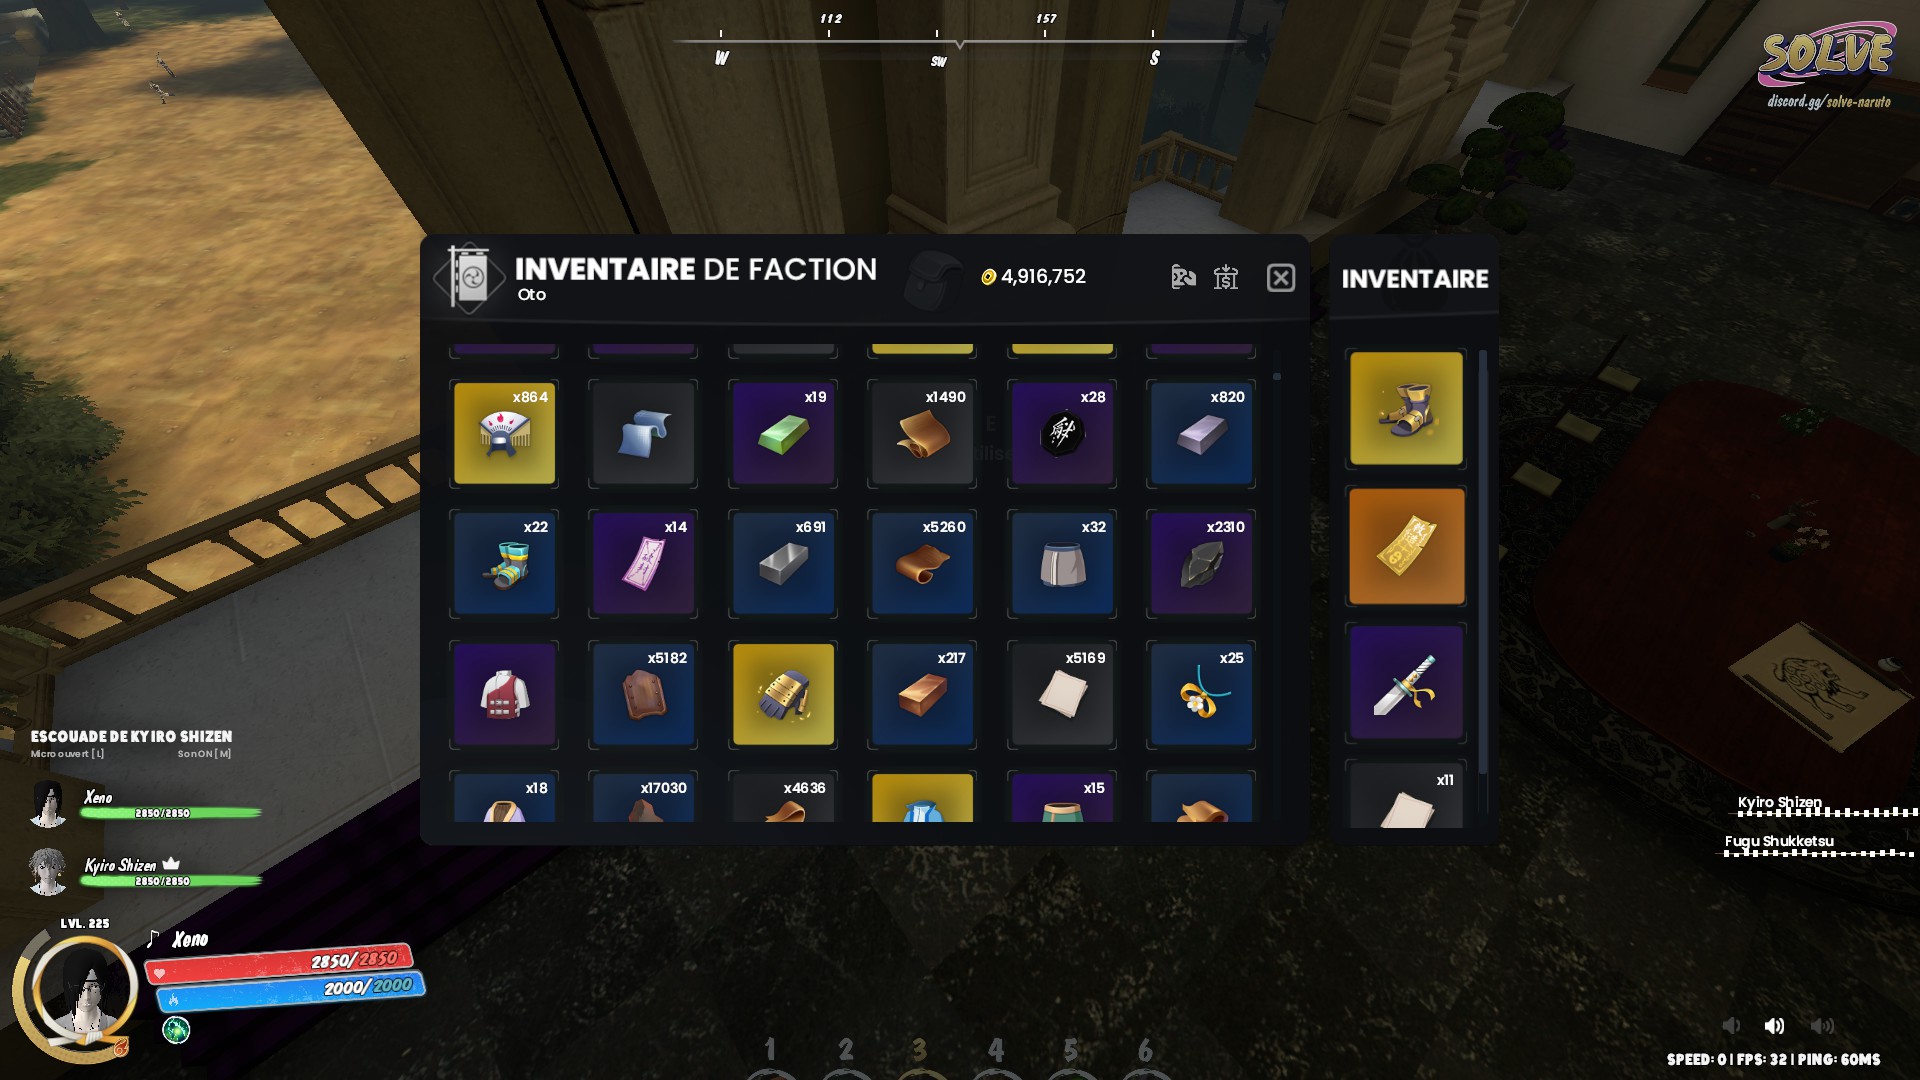 112
157
W
SW
S
SOLVE
discord.gg/solve-naruto
INVENTAIRE DE FACTION
Oto
4,916,752
INVENTAIRE
x864
x19
x1490
x28
x820
E
x22
x14
x691
x5260
x32
x2310
x5182
x217
x5169
x25
x18
x17030
x4636
x15
x11
ESCOUADE DE KYIRO SHIZEN
Micro ouvert [ L ]
Son ON [ M ]
Xeno
2850/2850
Kyiro Shizen
2850/2850
LVL. 225
Xeno
2850/2850
2000/2000
Kyiro Shizen
Fugu Shukketsu
1
2
3
4
5
6
SPEED: 0 | FPS: 32 | PING: 60MS